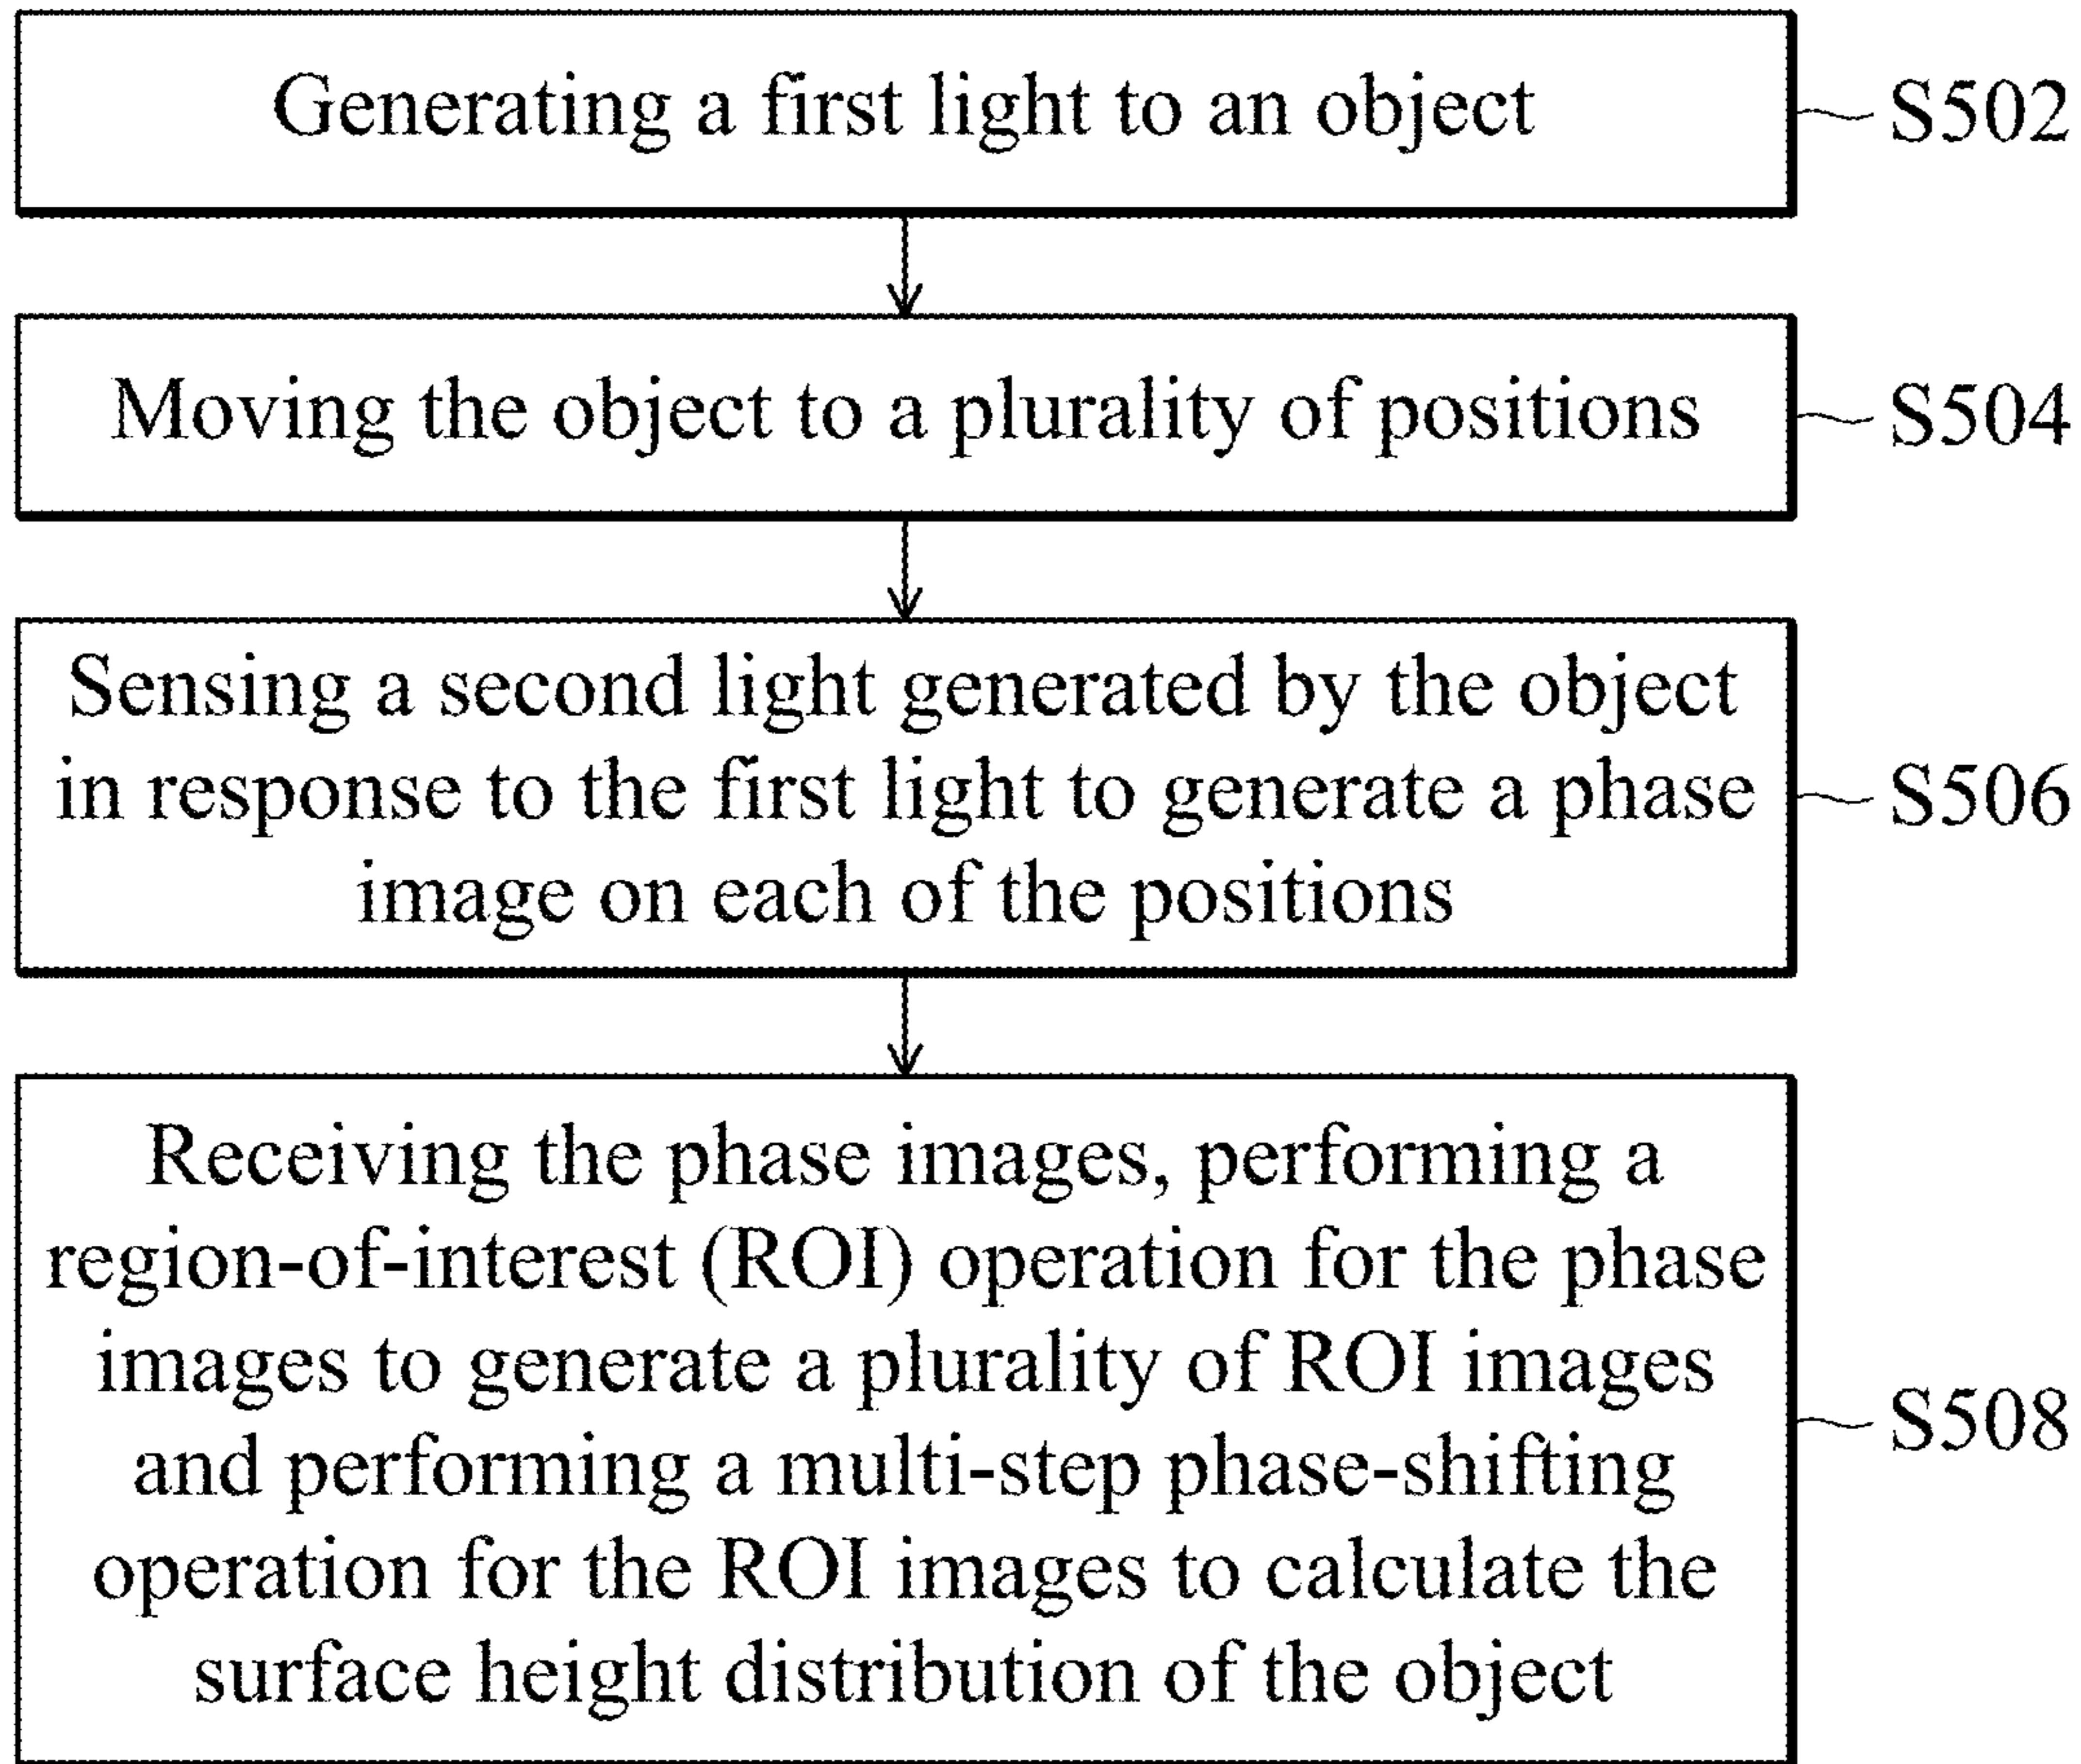 Generating a first light to an object
S502
Moving the object to a plurality of positions
S504
Sensing a second light generated by the object
in response to the first light to generate a phase
image on each of the positions
S506
Receiving the phase images, performing a
region-of-interest (ROI) operation for the phase
images to generate a plurality of ROI images
and performing a multi-step phase-shifting
operation for the ROI images to calculate the
surface height distribution of the object
S508